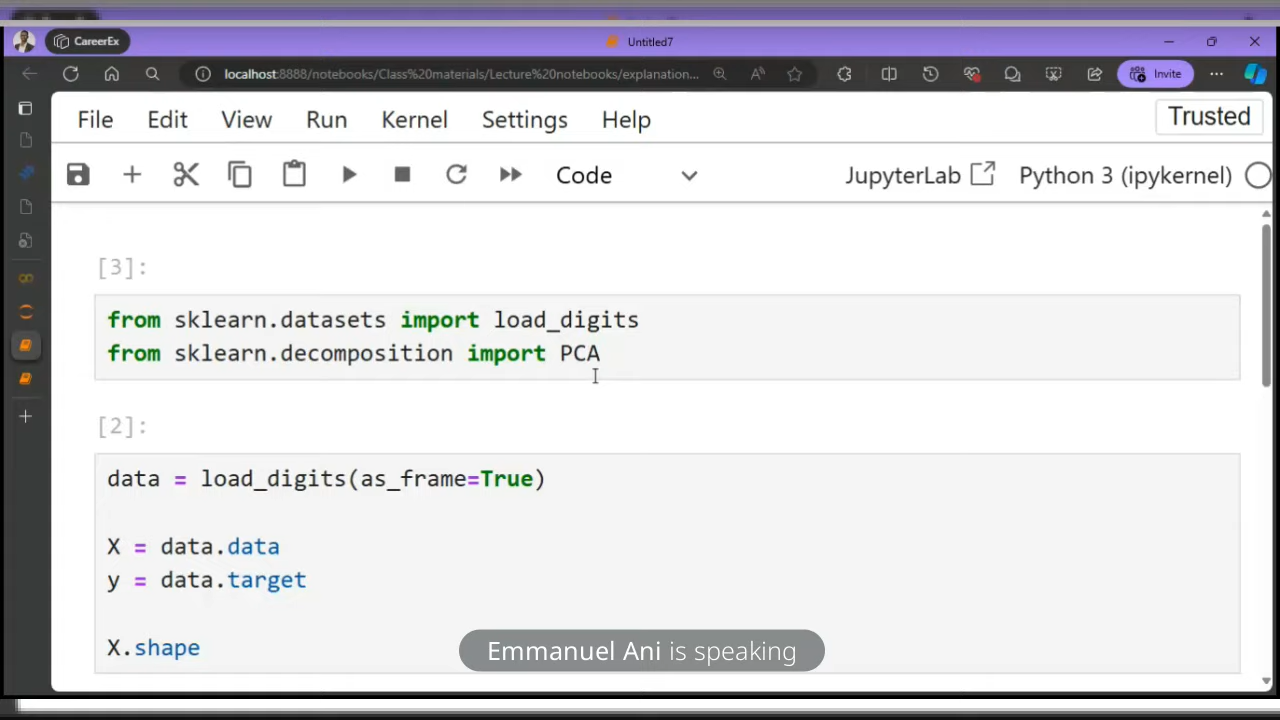 CareerEx
Untitled7
localhost:8888/notebooks/Class%20materials/Lecture%20notebooks/explanation...
Invite
File Edit View Run Kernel Settings Help
Trusted
Code
JupyterLab
Python 3 (ipykernel)
[3]:
from sklearn.datasets import load_digits
from sklearn.decomposition import PCA
[2]:
data = load_digits(as_frame=True)
X = data.data
y = data.target
X.shape
Emmanuel Ani is speaking